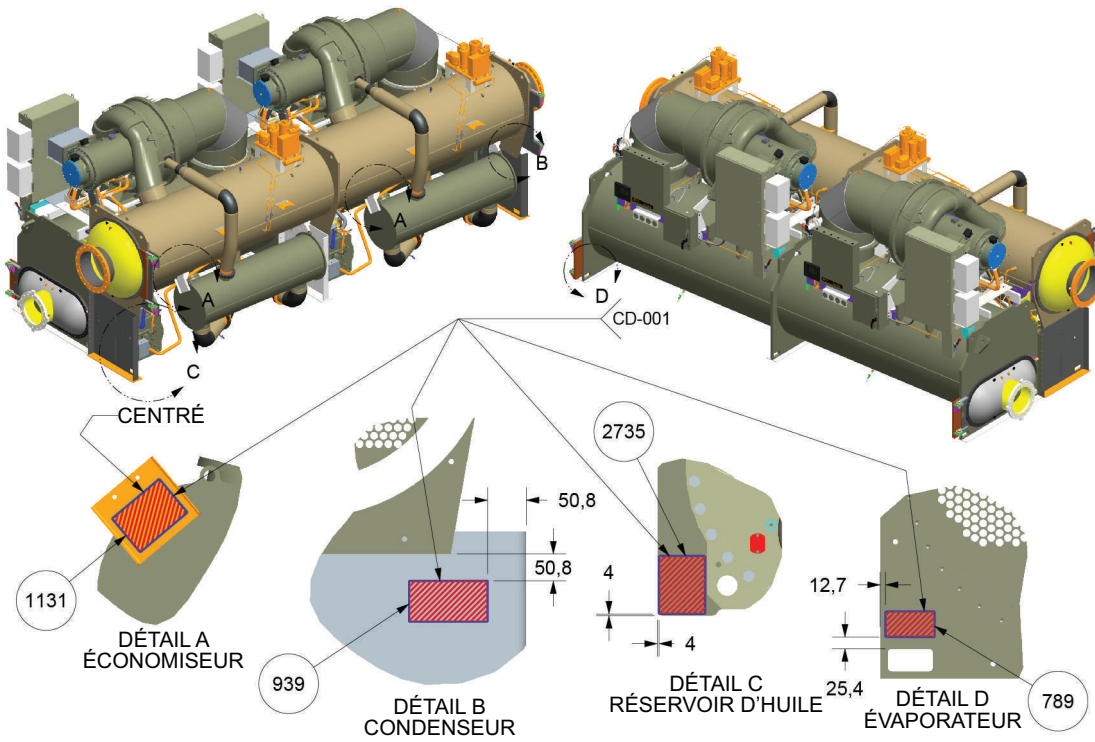 B
A
A
C
D
CD-001
CENTRÉ
1131
DÉTAIL A
ÉCONOMISEUR
50,8
50,8
939
DÉTAIL B
CONDENSEUR
2735
4
4
DÉTAIL C
RÉSERVOIR D'HUILE
12,7
25,4
DÉTAIL D
ÉVAPORATEUR
789